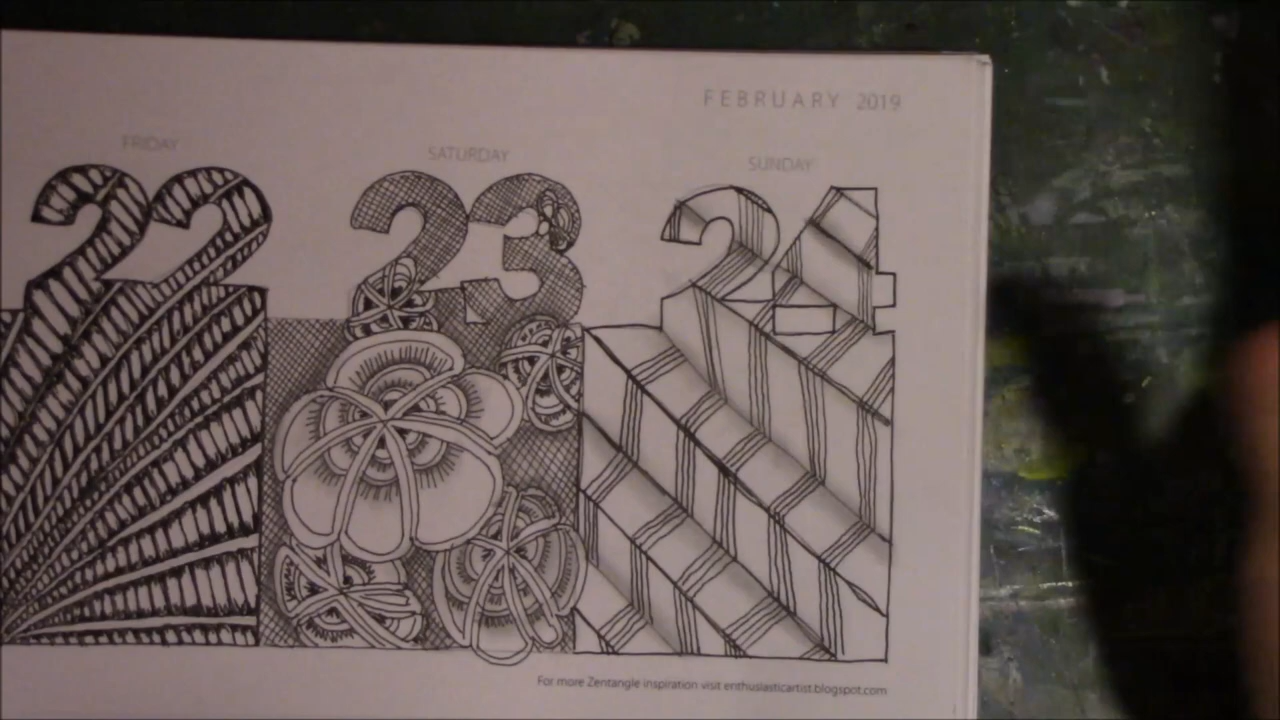 FEBRUARY 2019
FRIDAY SATURDAY SUNDAY
22 23 24
For more Zentangle inspiration visit enthusiasticartist.blogspot.com